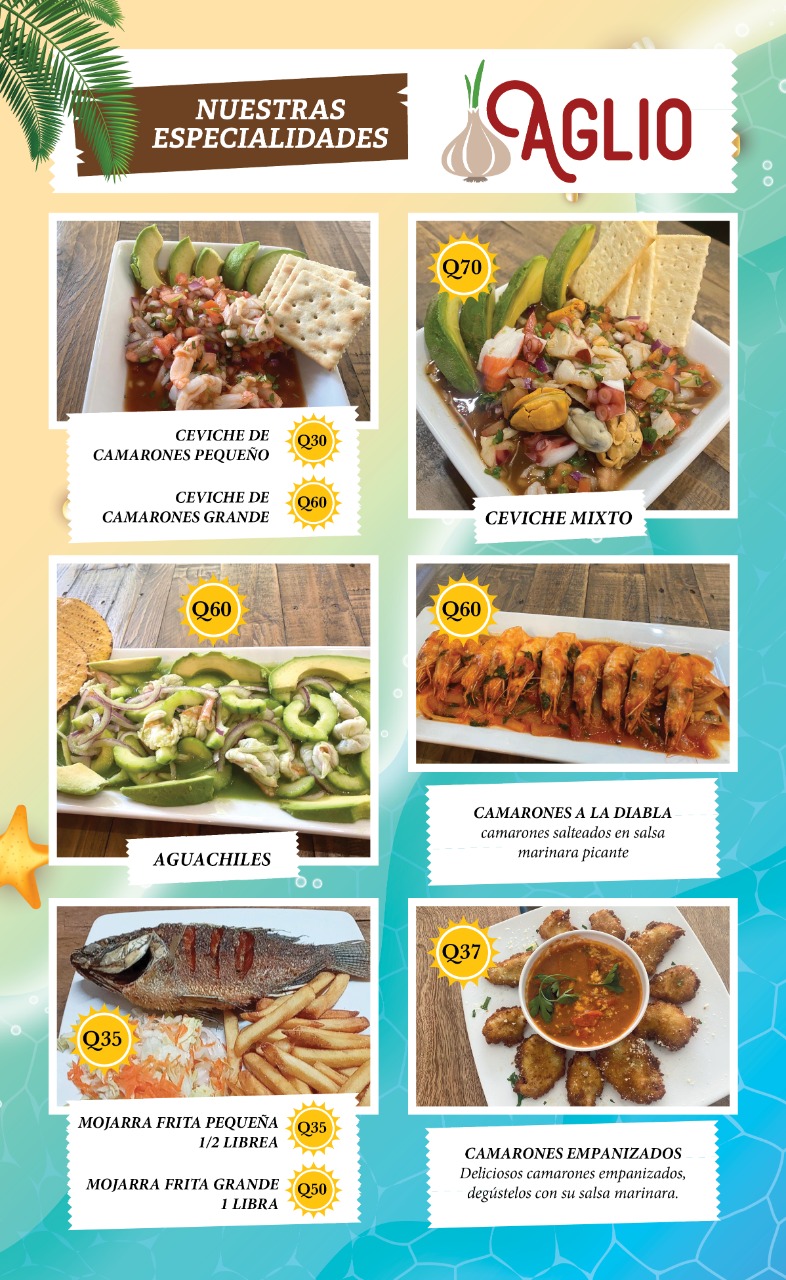 NUESTRAS
ESPECIALIDADES
AGLIO
CEVICHE DE
CAMARONES PEQUEÑO
Q30
CEVICHE DE
CAMARONES GRANDE
Q60
Q70
CEVICHE MIXTO
Q60
AGUACHILES
Q60
CAMARONES A LA DIABLA
camarones salteados en salsa
marinara picante
Q35
MOJARRA FRITA PEQUEÑA
1/2 LIBREA
Q35
MOJARRA FRITA GRANDE
1 LIBRA
Q50
Q37
CAMARONES EMPANIZADOS
Deliciosos camarones empanizados,
degústelos con su salsa marinara.